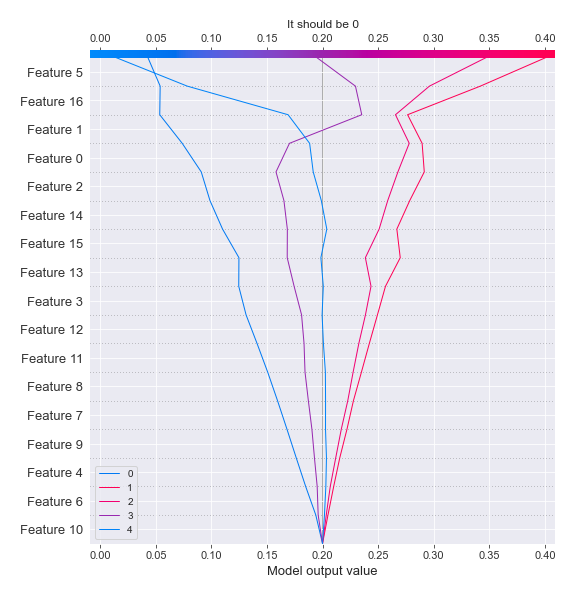 It should be 0
0.00 0.05 0.10 0.15 0.20 0.25 0.30 0.35 0.40
Feature 5
Feature 16
Feature 1
Feature 0
Feature 2
Feature 14
Feature 15
Feature 13
Feature 3
Feature 12
Feature 11
Feature 8
Feature 7
Feature 9
Feature 4
Feature 6
Feature 10
0
1
2
3
4
0.00 0.05 0.10 0.15 0.20 0.25 0.30 0.35 0.40
Model output value